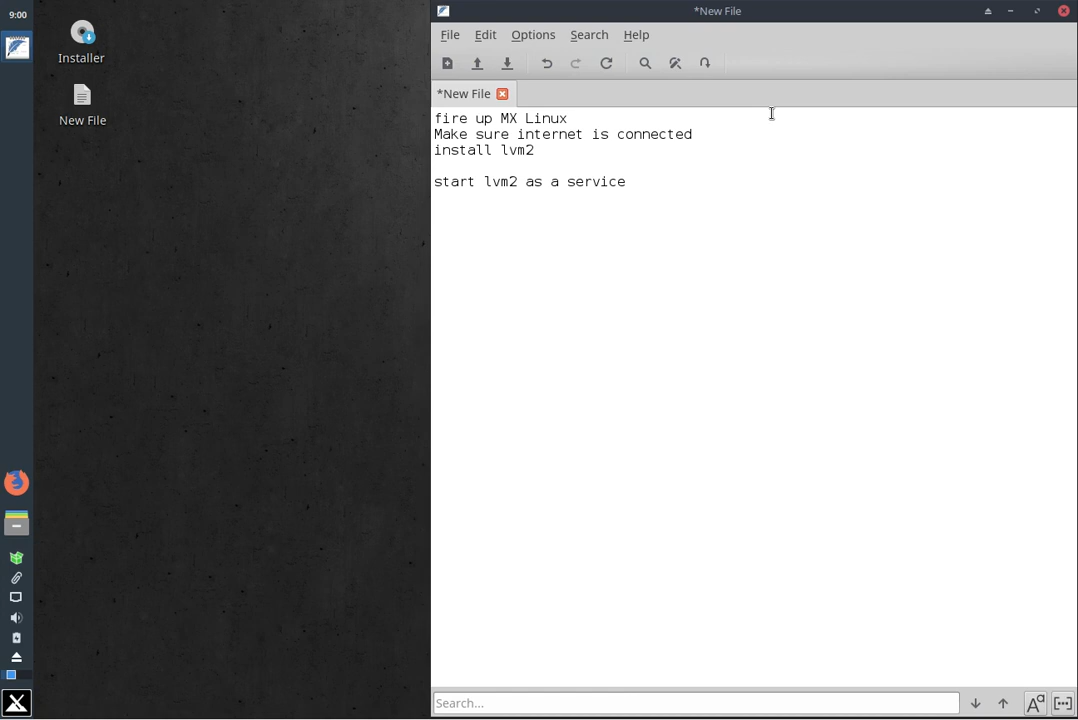 9:00
Installer
New File
*New File
File Edit Options Search Help
*New File
fire up MX Linux
Make sure internet is connected
install lvm2
start lvm2 as a service
Search...